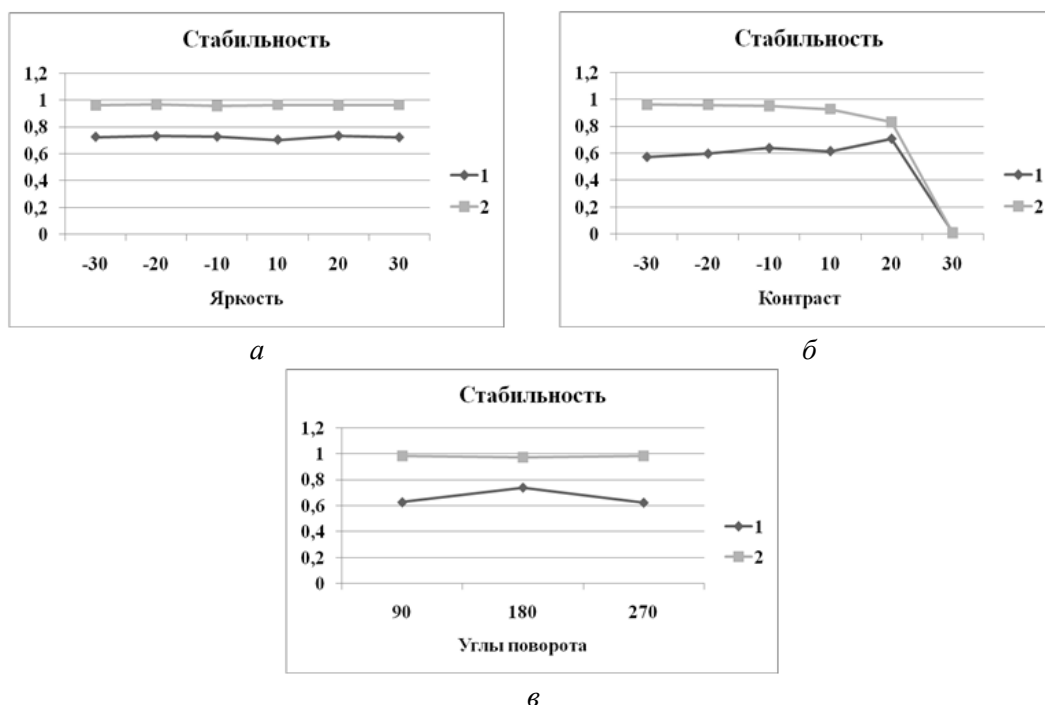 Стабильность
1,2
1
0,8
0,6
0,4
0,2
0
-30 -20 -10 10 20 30
Яркость
1
2
а
Стабильность
1,2
1
0,8
0,6
0,4
0,2
0
-30 -20 -10 10 20 30
Контраст
1
2
б
Стабильность
1,2
1
0,8
0,6
0,4
0,2
0
90 180 270
Углы поворота
1
2
в